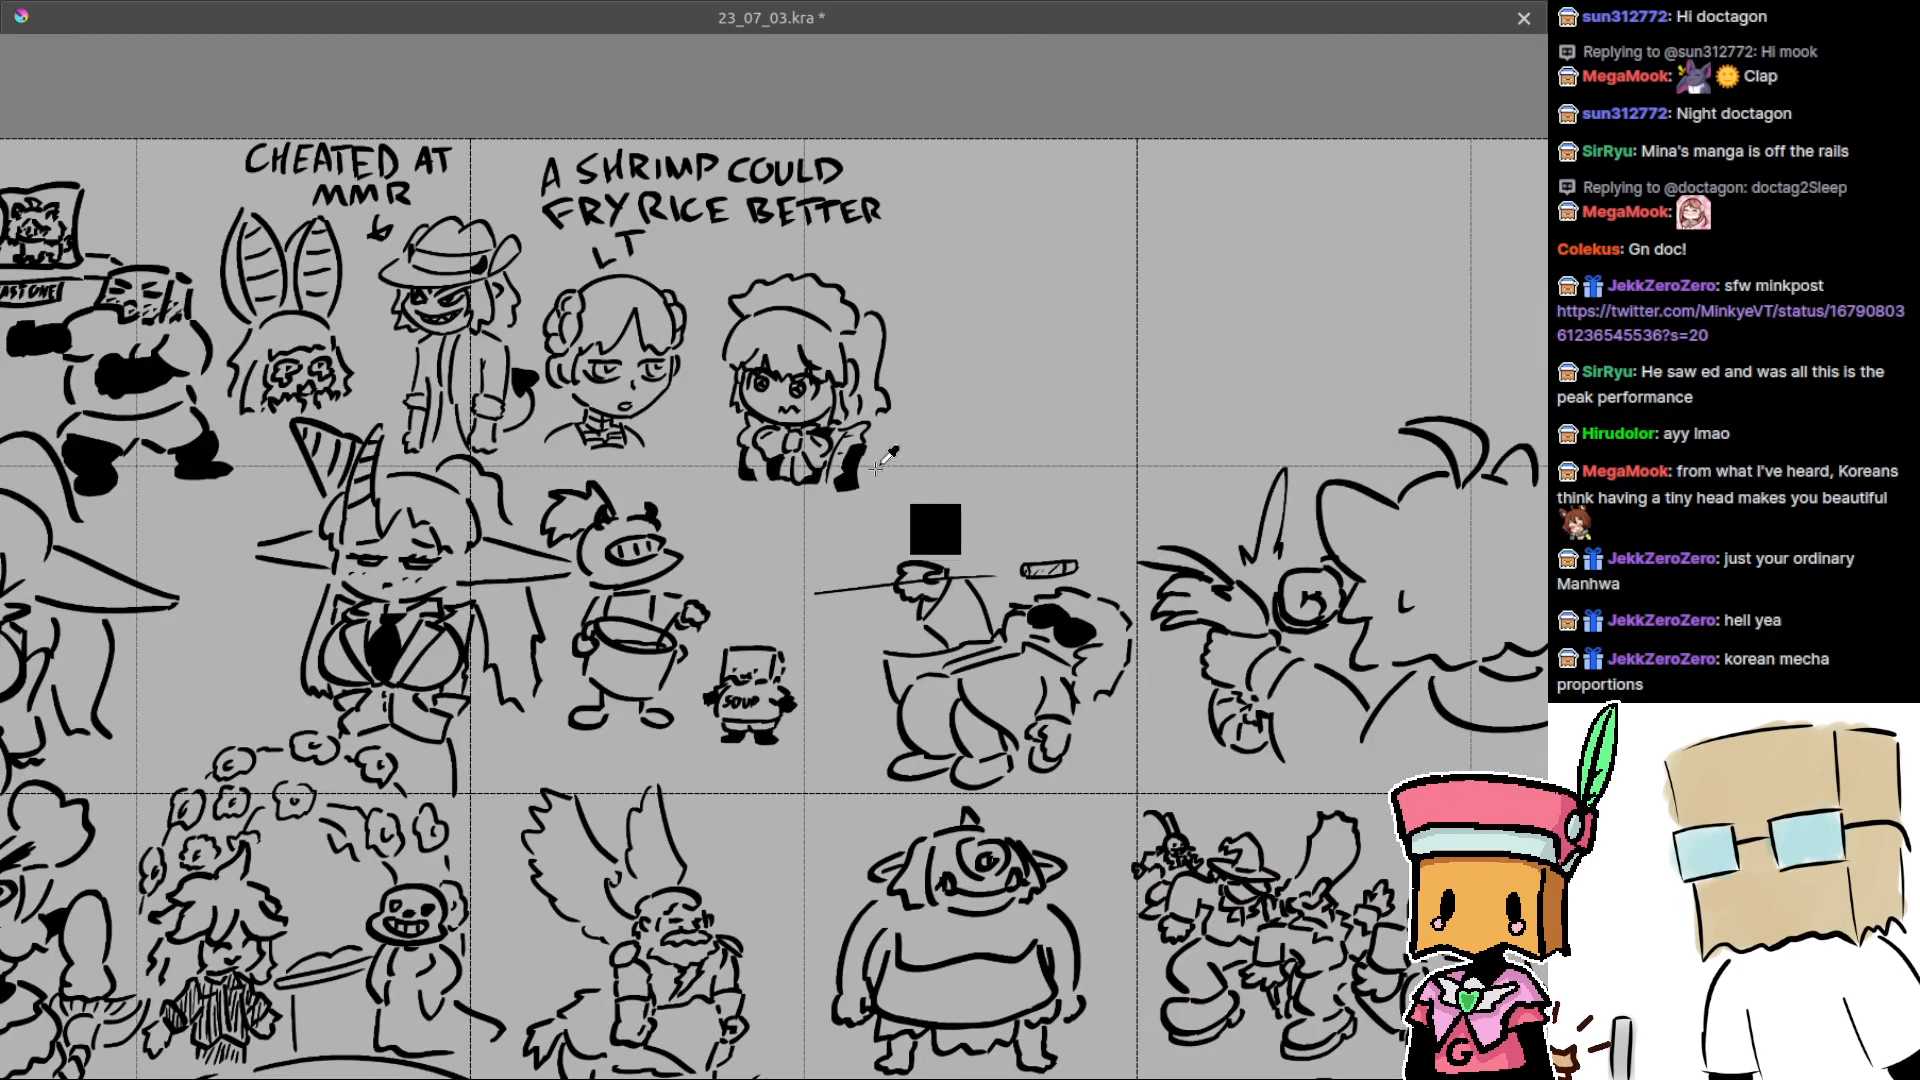 23_07_03.kra *
CHEATED AT
MMR
A SHRIMP COULD
FRY RICE BETTER
LT
SOUP
G
sun312772: Hi doctagon
Replying to @sun312772: Hi mook
MegaMook: Clap
sun312772: Night doctagon
SirRyu: Mina's manga is off the rails
Replying to @doctagon: doctag2Sleep
MegaMook:
Colekus: Gn doc!
JekkZeroZero: sfw minkpost
https://twitter.com/MinkyeVT/status/16790803
61236545536?s=20
SirRyu: He saw ed and was all this is the
peak performance
Hirudolor: ayy lmao
MegaMook: from what I've heard, Koreans
think having a tiny head makes you beautiful
JekkZeroZero: just your ordinary
Manhwa
JekkZeroZero: hell yea
JekkZeroZero: korean mecha
proportions